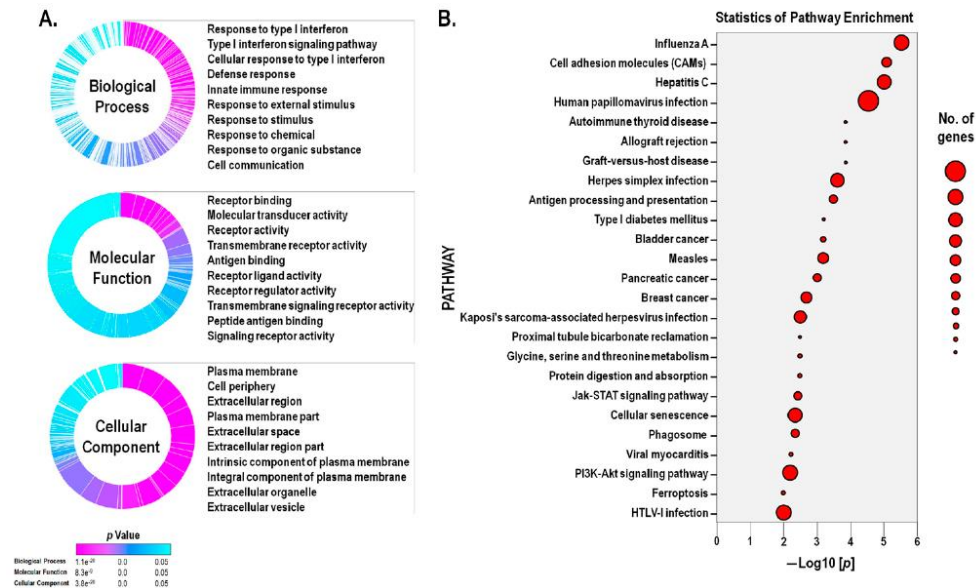 A.
Response to type I Interferon
Type I interferon signaling pathway
Cellular response to type I interferon
Defense response
Innate immune response
Response to external stimulus
Response to stimulus
Response to chemical
Response to organic substance
Cell communication
Biological
Process
Receptor binding
Molecular transducer activity
Receptor activity
Transmembrane receptor activity
Antigen binding
Receptor ligand activity
Receptor regulator activity
Transmembrane signaling receptor activity
Peptide antigen binding
Signaling receptor activity
Molecular
Function
Plasma membrane
Cell periphery
Extracellular region
Plasma membrane part
Extracellular space
Extracellular region part
Intrinsic component of plasma membrane
Integral component of plasma membrane
Extracellular organelle
Extracellular vesicle
Cellular
Component
p Value
Biological Process 1.1e⁻²⁶ 0.0 0.05
Molecular Function 8.3e⁻⁹ 0.0 0.05
Cellular Component 0.0 0.05
B.
Statistics of Pathway Enrichment
PATHWAY
Influenza A
Cell adhesion molecules (CAMs)
Hepatitis C
Human papillomavirus infection
Autoimmune thyroid disease
Allograft rejection
Graft-versus-host disease
Herpes simplex infection
Antigen processing and presentation
Type I diabetes mellitus
Bladder cancer
Measles
Pancreatic cancer
Breast cancer
Kaposi's sarcoma-associated herpesvirus infection
Proximal tubule bicarbonate reclamation
Glycine, serine and threonine metabolism
Protein digestion and absorption
Jak-STAT signaling pathway
Cellular senescence
Phagosome
Viral myocarditis
PI3K-Akt signaling pathway
Ferroptosis
HTLV-I infection
0 1 2 3 4 5 6
—Log10 [p]
No. of
genes